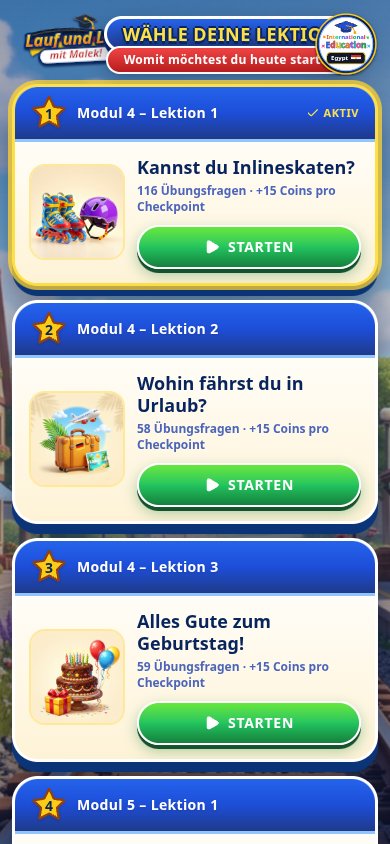 Lauf und L
mit Malek!
WÄHLE DEINE LEKTIO
Womit möchtest du heute start
International
Education
Egypt
1
Modul 4 – Lektion 1
✓ AKTIV
Kannst du Inlineskaten?
116 Übungsfragen · +15 Coins pro
Checkpoint
STARTEN
2
Modul 4 – Lektion 2
Wohin fährst du in
Urlaub?
58 Übungsfragen · +15 Coins pro
Checkpoint
STARTEN
3
Modul 4 – Lektion 3
Alles Gute zum
Geburtstag!
59 Übungsfragen · +15 Coins pro
Checkpoint
STARTEN
4
Modul 5 – Lektion 1